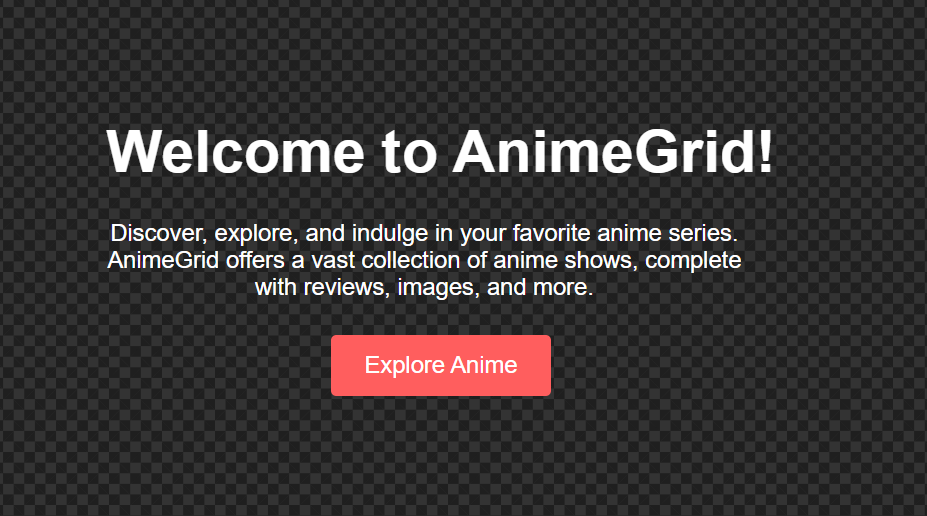 Welcome to AnimeGrid!
Discover, explore, and indulge in your favorite anime series.
AnimeGrid offers a vast collection of anime shows, complete
with reviews, images, and more.
Explore Anime